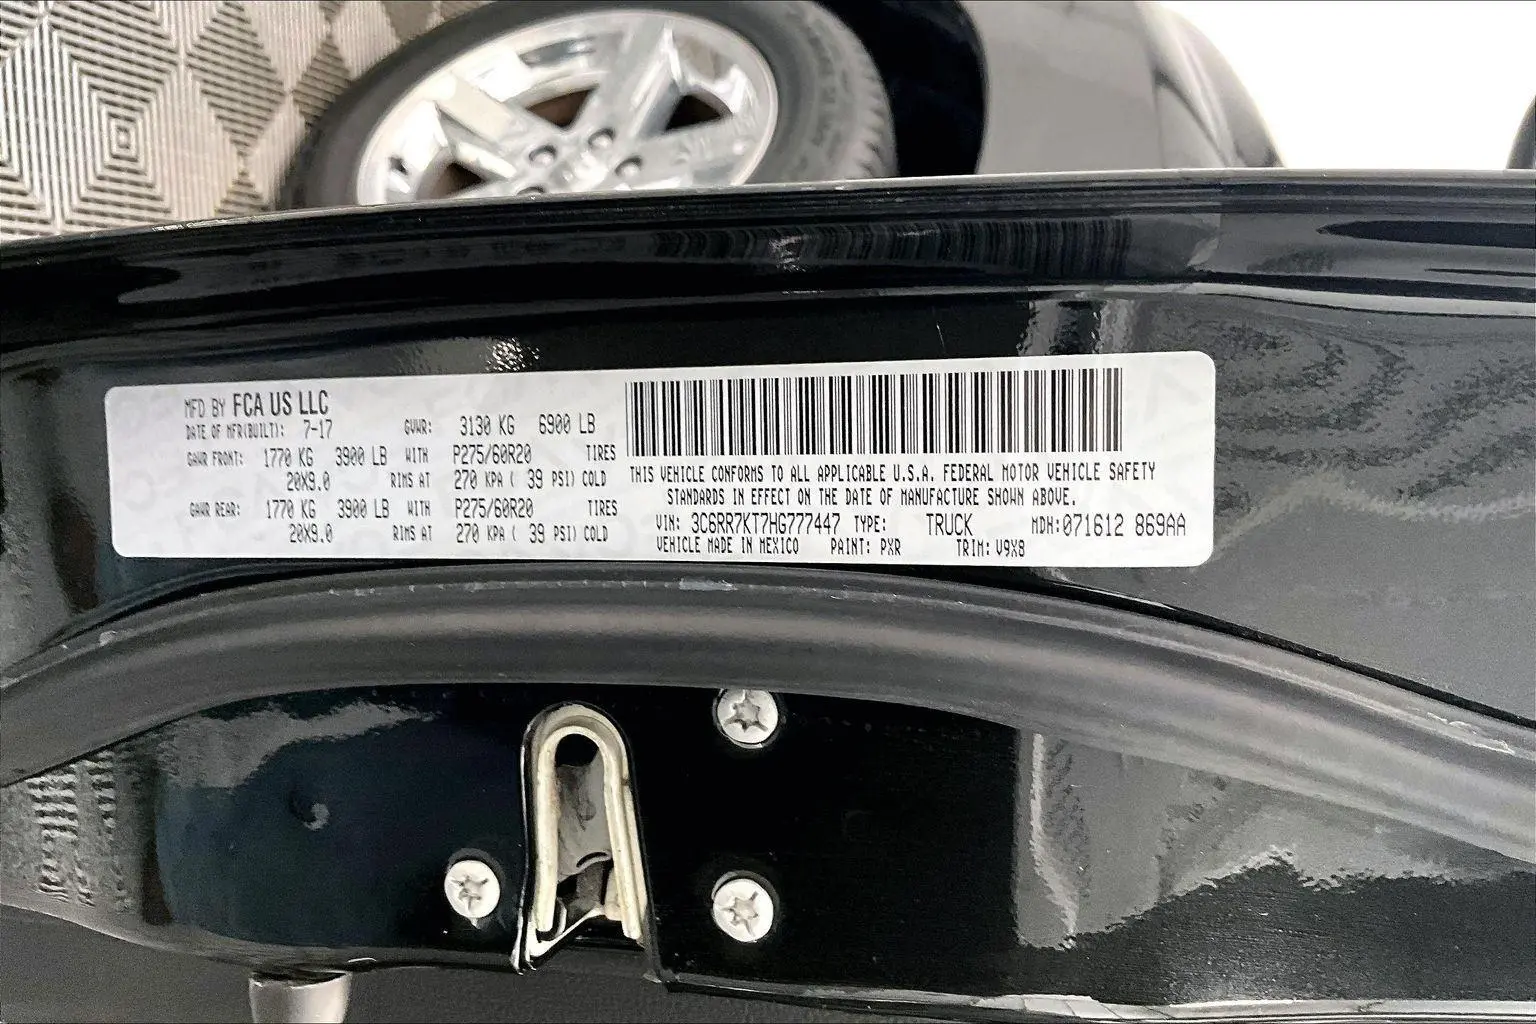 MFD BY FCA US LLC
DATE OF MFR(BUILT): 7-17 GVWR: 3130 KG 6900 LB
GAWR FRONT: 1770 KG 3900 LB WITH P275/60R20 TIRES
20X9.0 RIMS AT 270 KPA ( 39 PSI) COLD
GAWR REAR: 1770 KG 3900 LB WITH P275/60R20 TIRES
20X9.0 RIMS AT 270 KPA ( 39 PSI) COLD
THIS VEHICLE CONFORMS TO ALL APPLICABLE U.S.A. FEDERAL MOTOR VEHICLE SAFETY
STANDARDS IN EFFECT ON THE DATE OF MANUFACTURE SHOWN ABOVE.
VIN: 3C6RR7KT7HG777447 TYPE: TRUCK MDH:071612 869AA
VEHICLE MADE IN MEXICO PAINT: PXR TRIM: V9X8